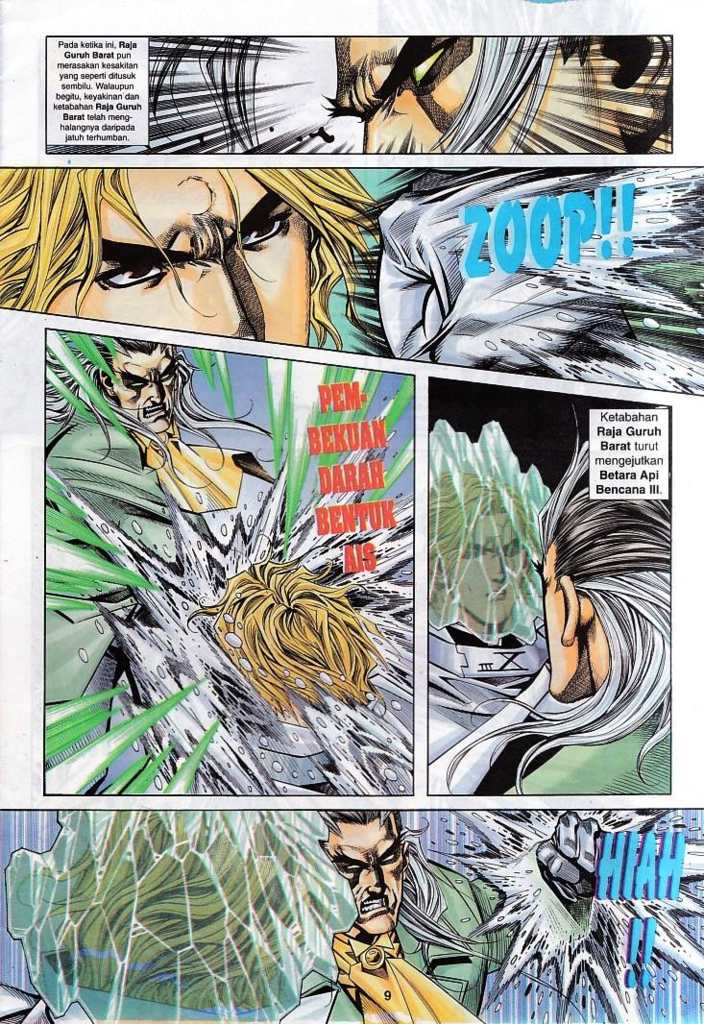 Pada ketika ini, Raja
Guruh Barat pun
merasakan kesakitan
yang seperti ditusuk
sembilu. Walaupun
begitu, keyakinan dan
ketabahan Raja Guruh
Barat telah meng-
halangnya daripada
jatuh terhumban.
ZOOP!!
PEM-
BEKUAN
DARAH
BENTUK
AIS
Ketabahan
Raja Guruh
Barat turut
mengejutkan
Betara Api
Bencana III.
HIAH
!!
9